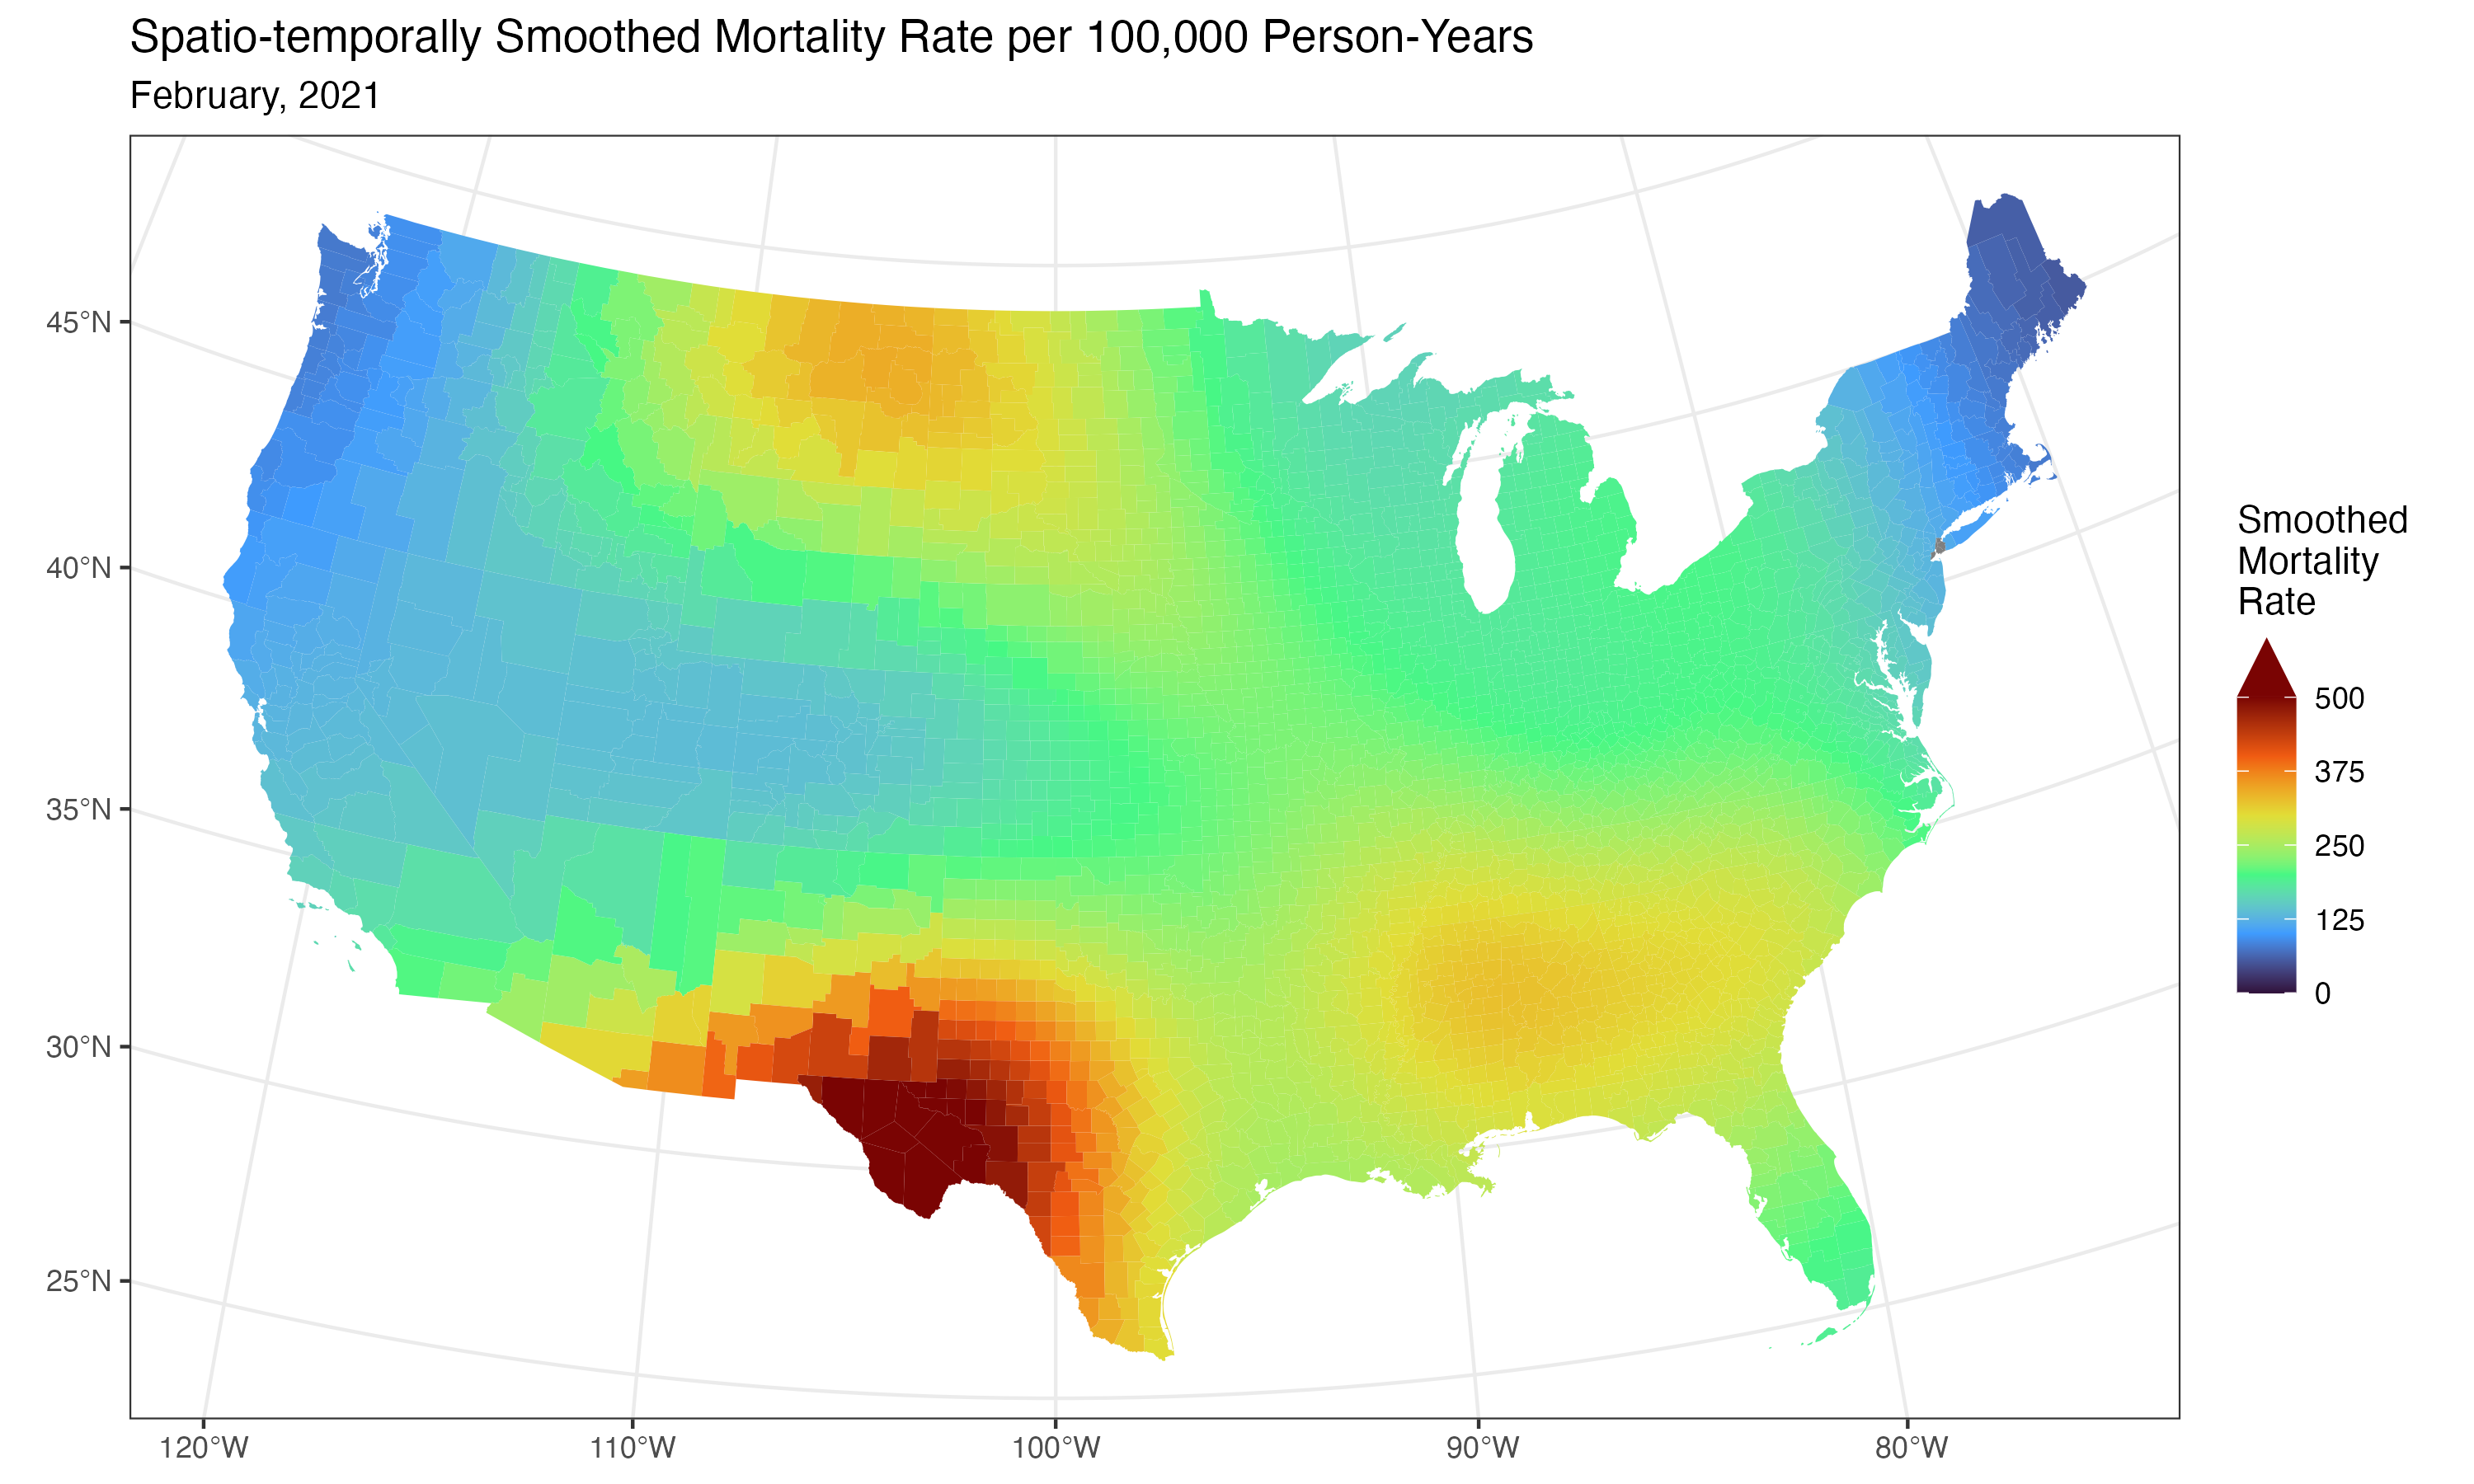 Spatio-temporally Smoothed Mortality Rate per 100,000 Person-Years
February, 2021
45°N
40°N
35°N
30°N
25°N
120°W
110°W
100°W
90°W
80°W
Smoothed
Mortality
Rate
500
375
250
125
0